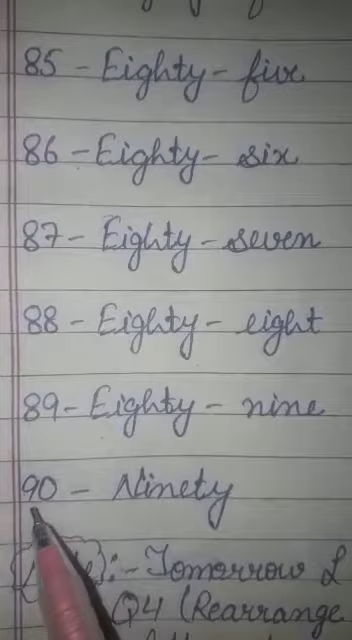 85 - Eighty - five
86 - Eighty - six
87 - Eighty - seven
88 - Eighty - eight
89 - Eighty - nine
90 - Ninety
:- Tomorrow
Q4 (Rearrange